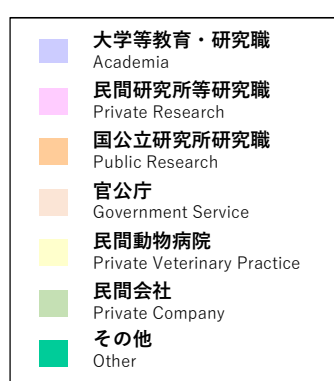 大学等教育・研究職
Academia
民間研究所等研究職
Private Research
国公立研究所研究職
Public Research
官公庁
Government Service
民間動物病院
Private Veterinary Practice
民間会社
Private Company
その他
Other